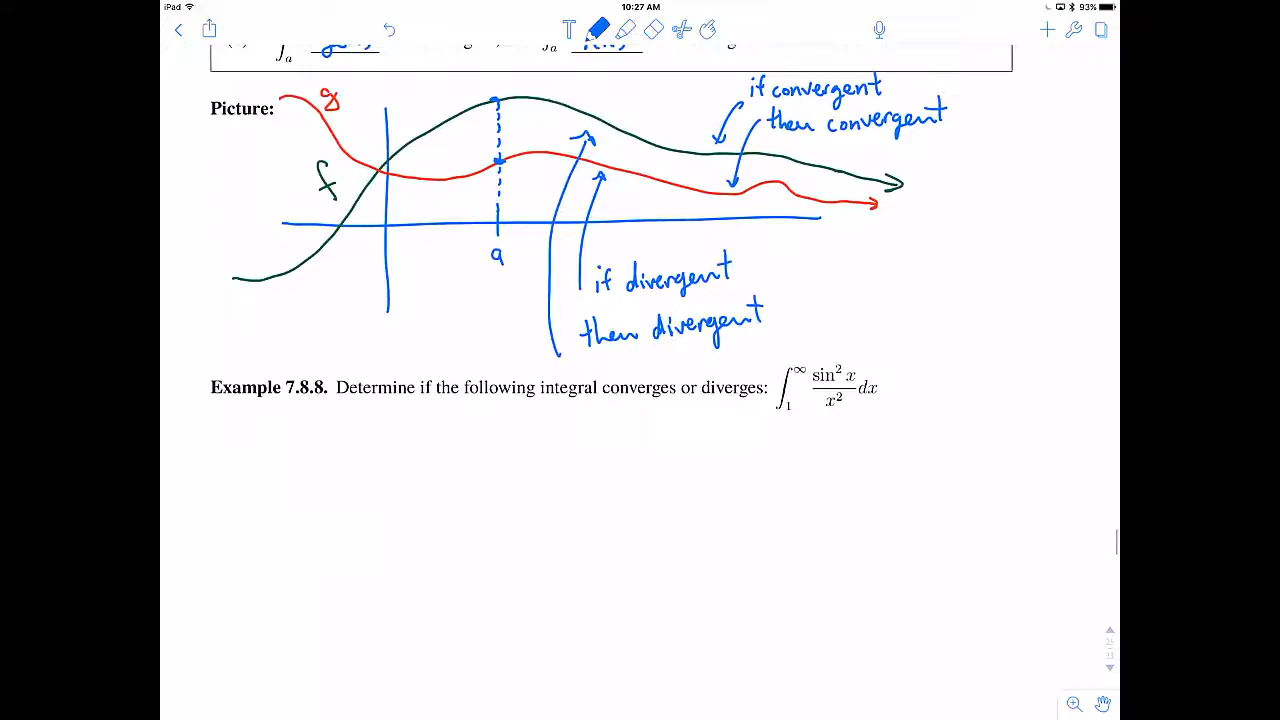 iPad 10:27 AM 93%
T
a a
Picture:
g
if convergent
then convergent
f
a
if divergent
then divergent
Example 7.8.8. Determine if the following integral converges or diverges: ∫₁^∞ sin² x / x² dx